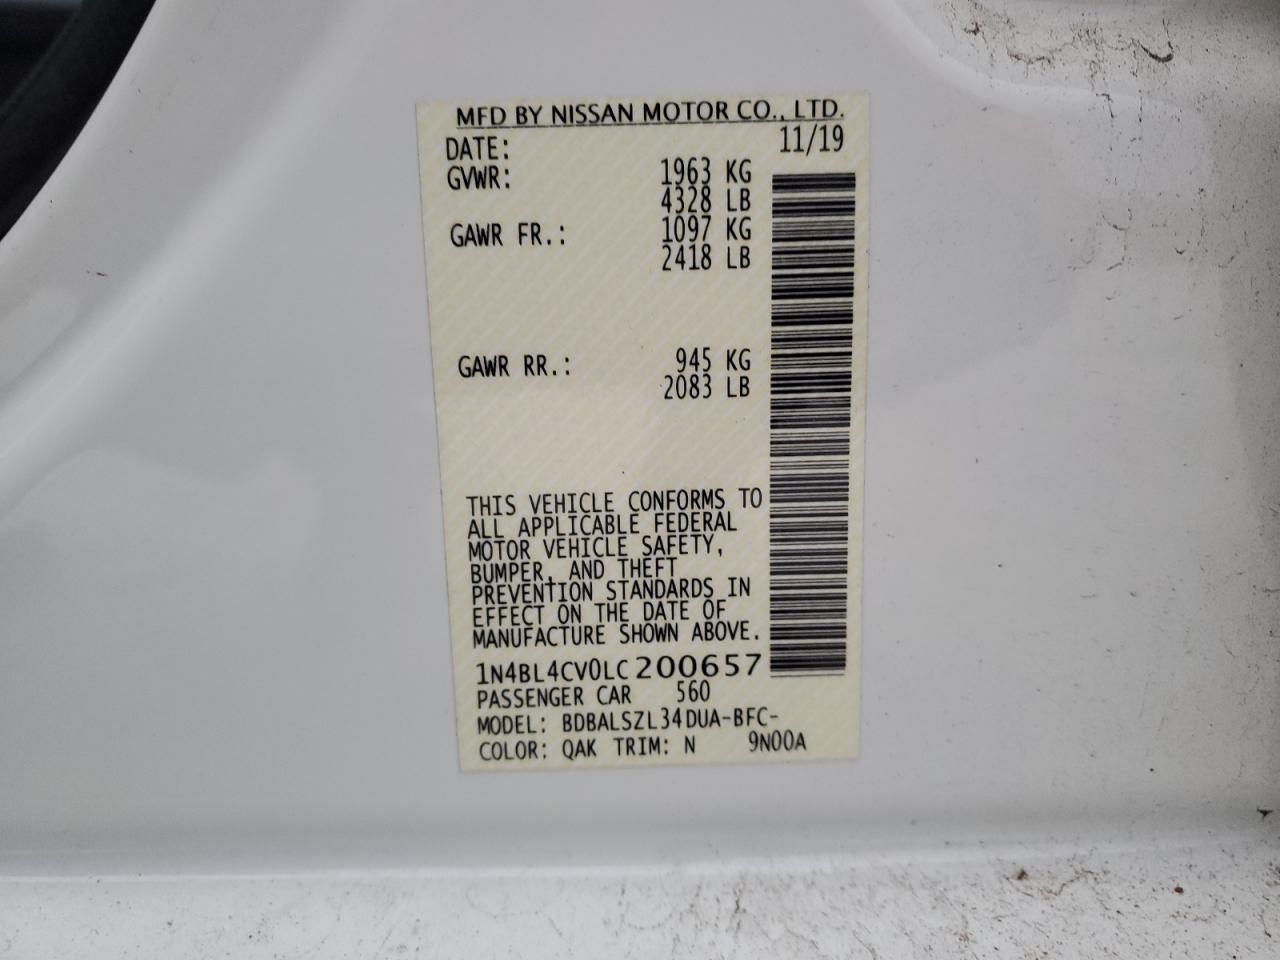 MFD BY NISSAN MOTOR CO., LTD.
DATE: 11/19
GVWR: 1963 KG
4328 LB
GAWR FR.: 1097 KG
2418 LB
GAWR RR.: 945 KG
2083 LB
THIS VEHICLE CONFORMS TO
ALL APPLICABLE FEDERAL
MOTOR VEHICLE SAFETY,
BUMPER, AND THEFT
PREVENTION STANDARDS IN
EFFECT ON THE DATE OF
MANUFACTURE SHOWN ABOVE.
1N4BL4CV0LC200657
PASSENGER CAR 560
MODEL: BDBALSZL34DUA-BFC-
COLOR: QAK TRIM: N 9N00A